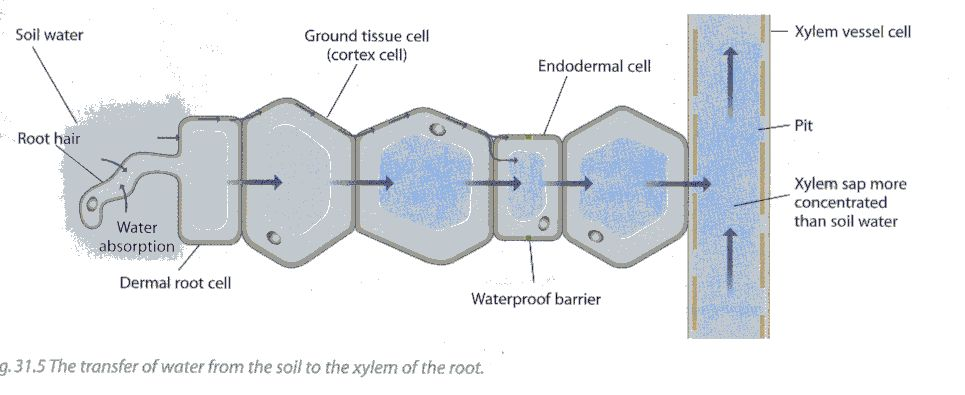 Soil water
Ground tissue cell
(cortex cell)
Xylem vessel cell
Endodermal cell
Root hair
Pit
Xylem sap more
concentrated
than soil water
Water
absorption
Dermal root cell
Waterproof barrier
g. 31.5 The transfer of water from the soil to the xylem of the root.